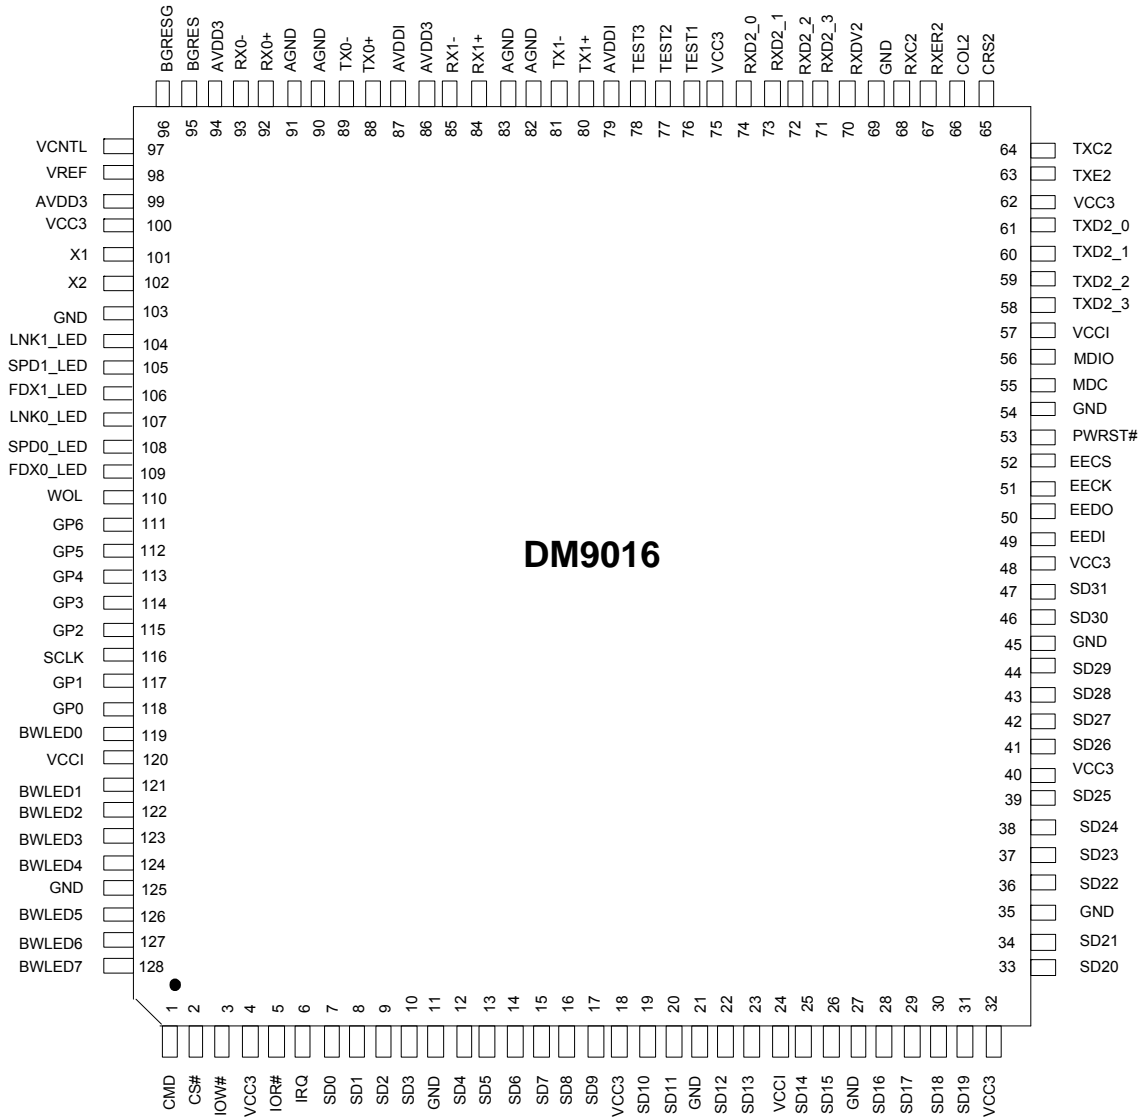 BGRESG BGRES AVDD3 RX0- RX0+ AGND AGND TX0- TX0+ AVDDI AVDD3 RX1- RX1+ AGND AGND TX1- TX1+ AVDDI TEST3 TEST2 TEST1 VCC3 RXD2_0 RXD2_1 RXD2_2 RXD2_3 RXDV2 GND RXC2 RXER2 COL2 CRS2
96 95 94 93 92 91 90 89 88 87 86 85 84 83 82 81 80 79 78 77 76 75 74 73 72 71 70 69 68 67 66 65
VCNTL 97 64 TXC2
VREF 98 63 TXE2
AVDD3 99 62 VCC3
VCC3 100 61 TXD2_0
X1 101 60 TXD2_1
X2 102 59 TXD2_2
GND 103 58 TXD2_3
LNK1_LED 104 57 VCCI
SPD1_LED 105 56 MDIO
FDX1_LED 106 55 MDC
LNK0_LED 107 54 GND
SPD0_LED 108 53 PWRST#
FDX0_LED 109 52 EECS
WOL 110 51 EECK
GP6 111 50 EEDO
GP5 112 49 EEDI
DM9016
GP4 113 48 VCC3
GP3 114 47 SD31
GP2 115 46 SD30
SCLK 116 45 GND
GP1 117 44 SD29
GP0 118 43 SD28
BWLED0 119 42 SD27
VCCI 120 41 SD26
BWLED1 121 40 VCC3
BWLED2 122 39 SD25
BWLED3 123 38 SD24
BWLED4 124 37 SD23
GND 125 36 SD22
BWLED5 126 35 GND
BWLED6 127 34 SD21
BWLED7 128 33 SD20
1 2 3 4 5 6 7 8 9 10 11 12 13 14 15 16 17 18 19 20 21 22 23 24 25 26 27 28 29 30 31 32
CMD CS# IOW# VCC3 IOR# IRQ SD0 SD1 SD2 SD3 GND SD4 SD5 SD6 SD7 SD8 SD9 VCC3 SD10 SD11 GND SD12 SD13 VCCI SD14 SD15 GND SD16 SD17 SD18 SD19 VCC3